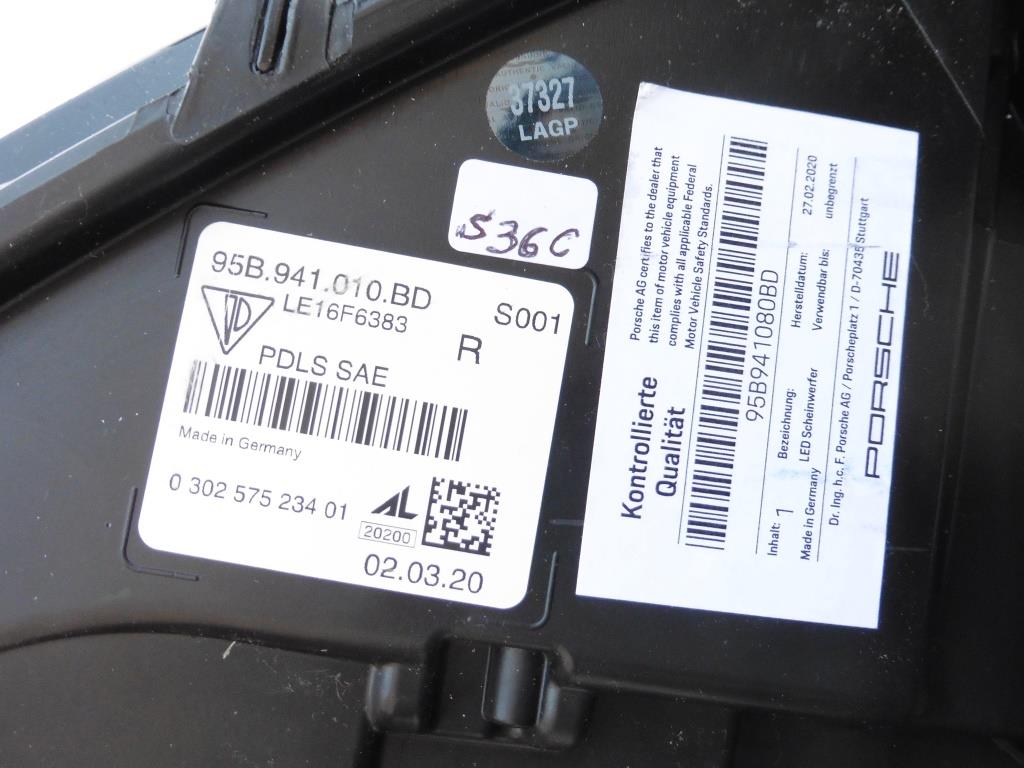 37327
LAGP
S36C
95B.941.010.BD
LE16F6383
S001
R
PDLS SAE
Made in Germany
0 302 575 234 01
AL
20200
02.03.20
Porsche AG certifies to the dealer that
this item of motor vehicle equipment
complies with all applicable Federal
Motor Vehicle Safety Standards.
Kontrollierte
Qualität
95B941080BD
Inhalt: 1
Bezeichnung:
Herstelldatum:
27.02.2020
Made in Germany
LED Scheinwerfer
Verwendbar bis:
unbegrenzt
Dr. Ing. h.c. F. Porsche AG / Porscheplatz 1 / D-70435 Stuttgart
PORSCHE